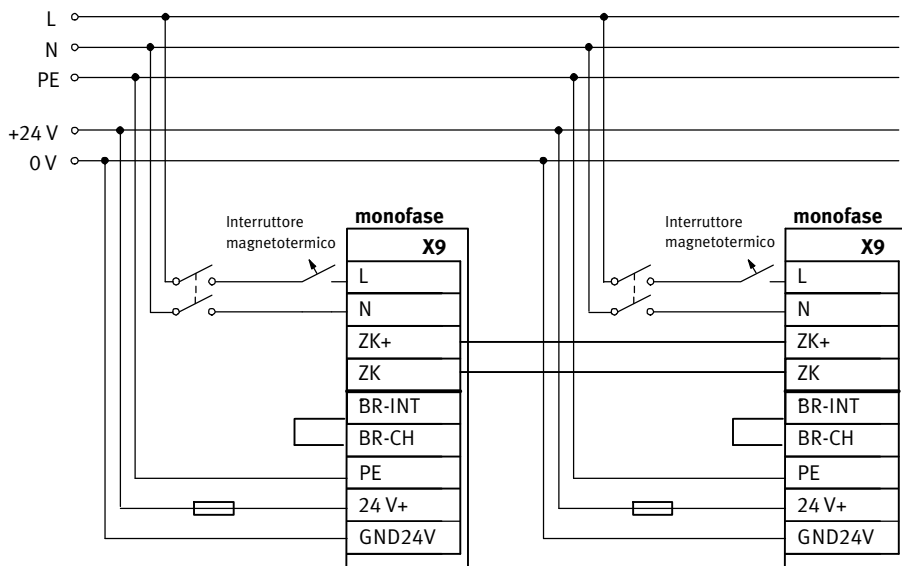 L
N
PE
+24 V
0 V
monofase
Interruttore
magnetotermico
X9
L
N
ZK+
ZK
BR-INT
BR-CH
PE
24 V+
GND24V
monofase
Interruttore
magnetotermico
X9
L
N
ZK+
ZK
BR-INT
BR-CH
PE
24 V+
GND24V